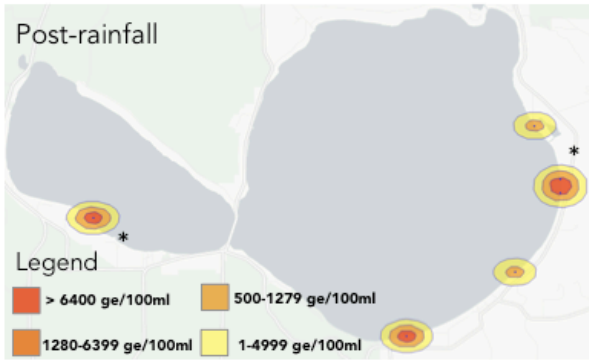 Post-rainfall
*
*
Legend
> 6400 ge/100ml
500-1279 ge/100ml
1280-6399 ge/100ml
1-4999 ge/100ml